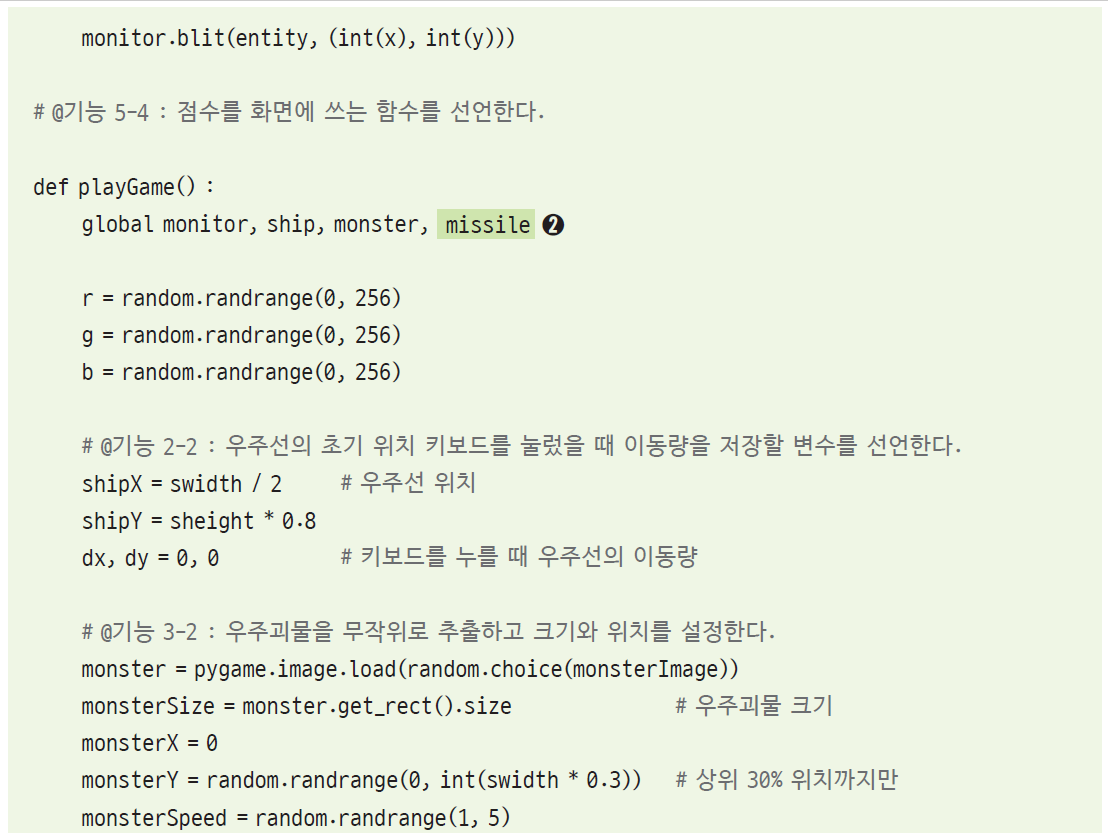 monitor.blit(entity, (int(x), int(y)))
# @기능 5-4 : 점수를 화면에 쓰는 함수를 선언한다.
def playGame() :
global monitor, ship, monster, missile ❷
r = random.randrange(0, 256)
g = random.randrange(0, 256)
b = random.randrange(0, 256)
# @기능 2-2 : 우주선의 초기 위치 키보드를 눌렀을 때 이동량을 저장할 변수를 선언한다.
shipX = swidth / 2 # 우주선 위치
shipY = sheight * 0.8
dx, dy = 0, 0 # 키보드를 누를 때 우주선의 이동량
# @기능 3-2 : 우주괴물을 무작위로 추출하고 크기와 위치를 설정한다.
monster = pygame.image.load(random.choice(monsterImage))
monsterSize = monster.get_rect().size # 우주괴물 크기
monsterX = 0
monsterY = random.randrange(0, int(swidth * 0.3)) # 상위 30% 위치까지만
monsterSpeed = random.randrange(1, 5)